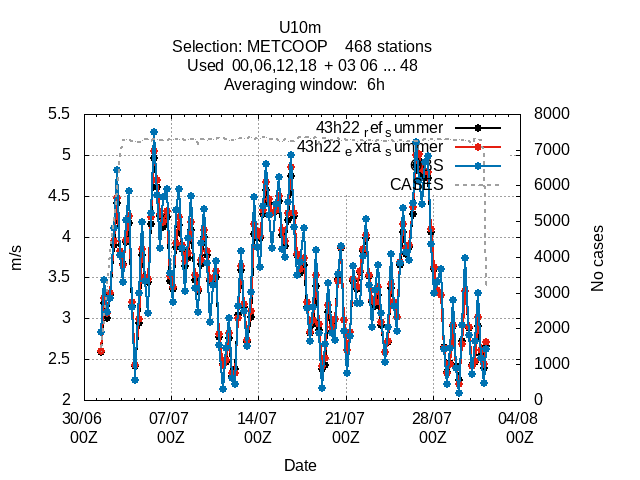 U10m
Selection: METCOOP 468 stations
Used 00,06,12,18 + 03 06 ... 48
Averaging window: 6h
5.5
5
4.5
4
3.5
3
2.5
2
m/s
8000
7000
6000
5000
4000
3000
2000
1000
0
No cases
43h22 ref summer
43h22 extra summer
CASES
30/06 07/07 14/07 21/07 28/07 04/08
00Z 00Z 00Z 00Z 00Z 00Z
Date